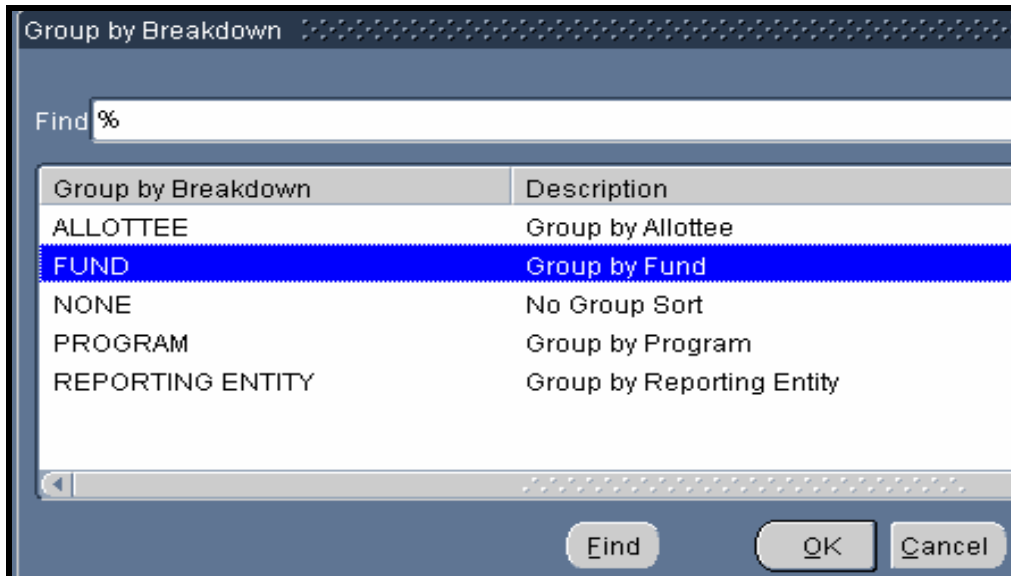 Group by Breakdown
Find %
Group by Breakdown Description
ALLOTTEE Group by Allottee
FUND Group by Fund
NONE No Group Sort
PROGRAM Group by Program
REPORTING ENTITY Group by Reporting Entity
Find OK Cancel